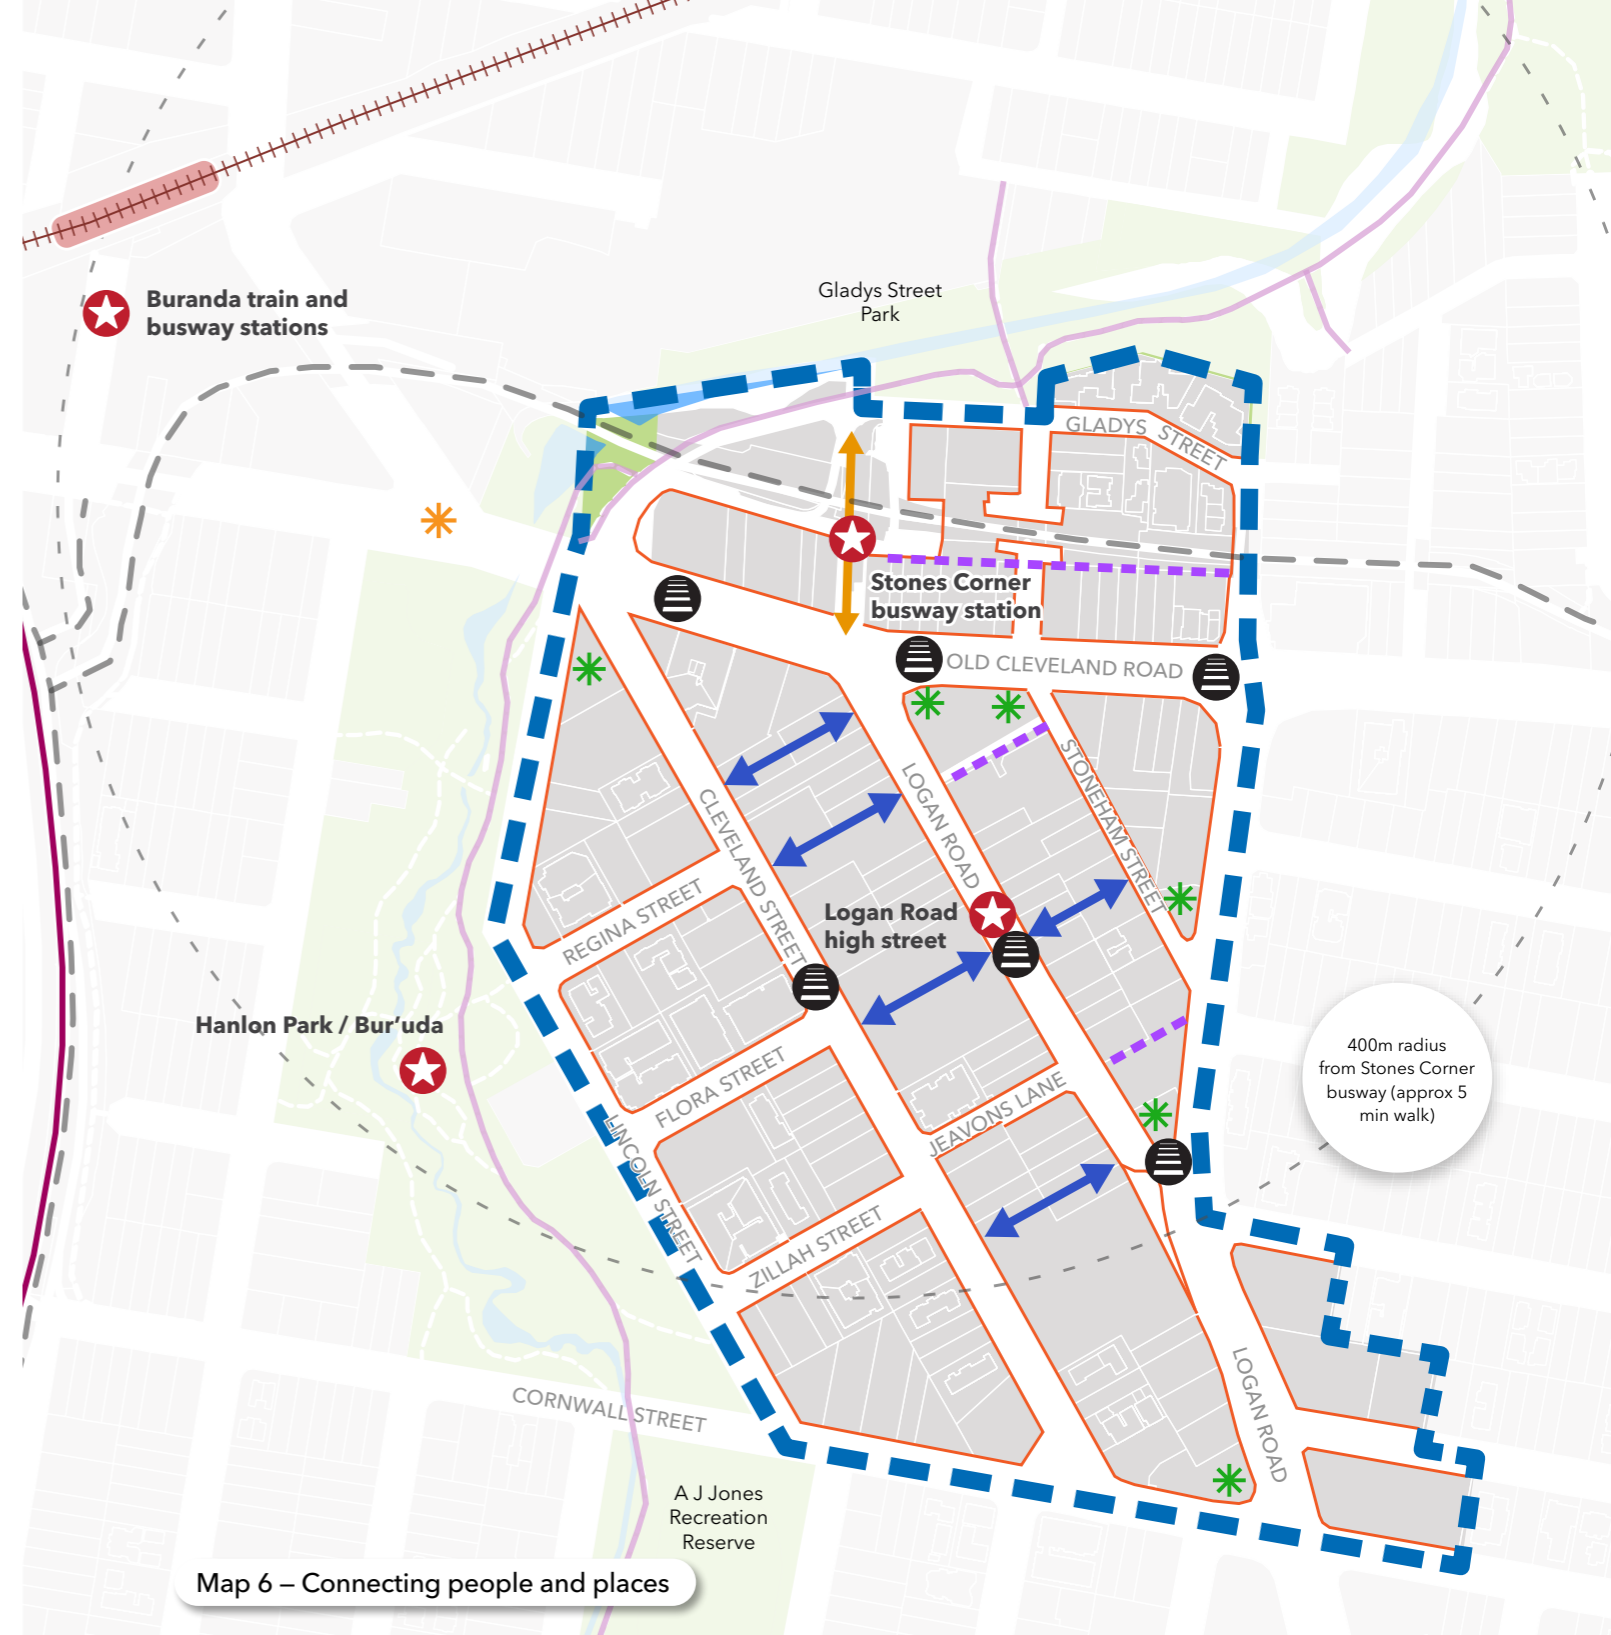 Buranda train and
busway stations
Gladys Street
Park
GLADYS STREET
Stones Corner
busway station
OLD CLEVELAND ROAD
STONEHAM STREET
LOGAN ROAD
CLEVELAND STREET
REGINA STREET
Logan Road
high street
Hanlon Park / Bur’uda
FLORA STREET
JEAVONS LANE
LINCOLN STREET
ZILLAH STREET
400m radius
from Stones Corner
busway (approx 5
min walk)
LOGAN ROAD
CORNWALL STREET
A J Jones
Recreation
Reserve
Map 6 – Connecting people and places